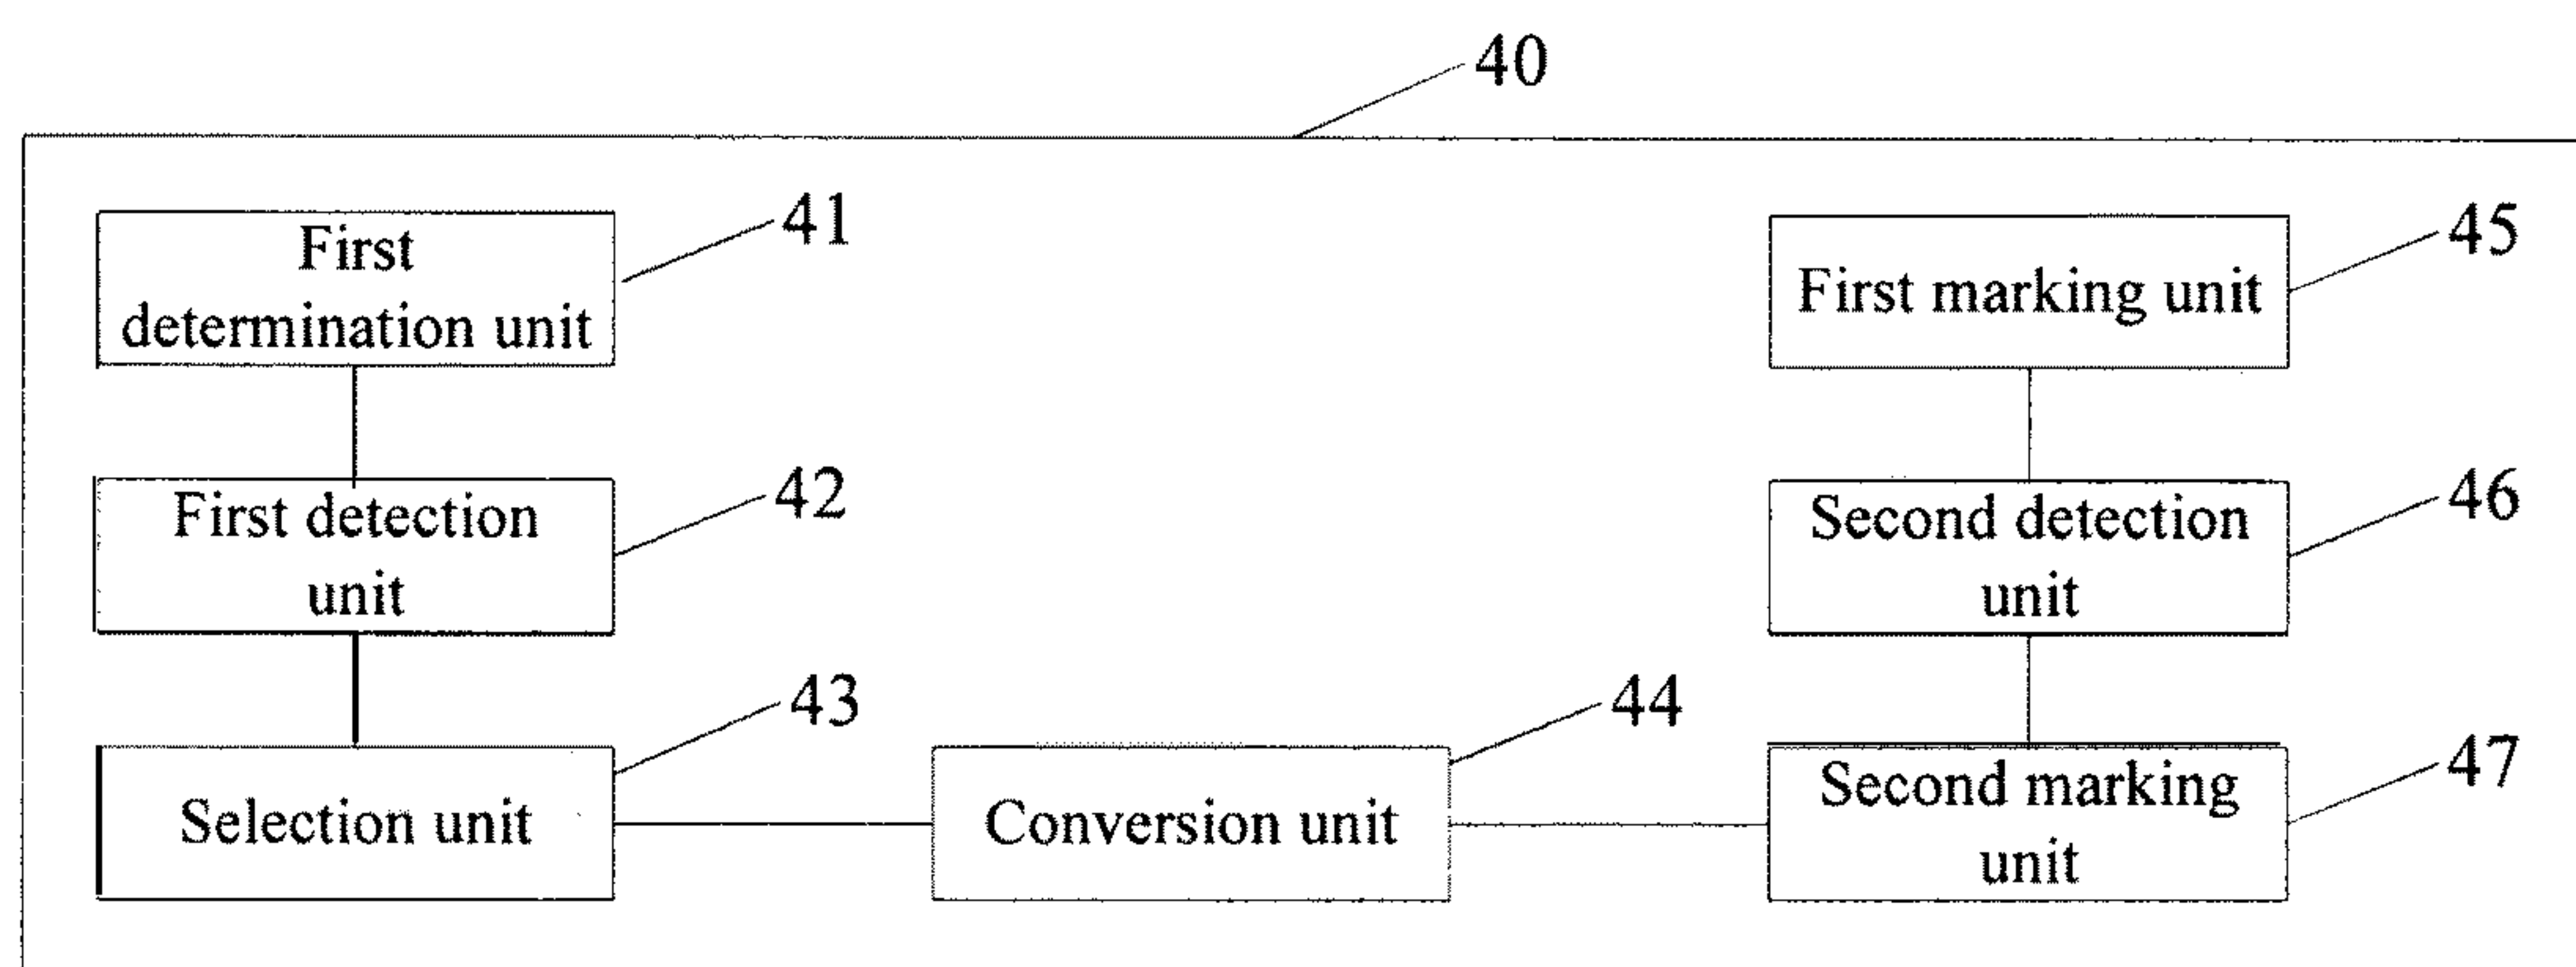 40
First
determination unit
41
First detection
unit
42
Selection unit
43
Conversion unit
44
First marking unit
45
Second detection
unit
46
Second marking
unit
47